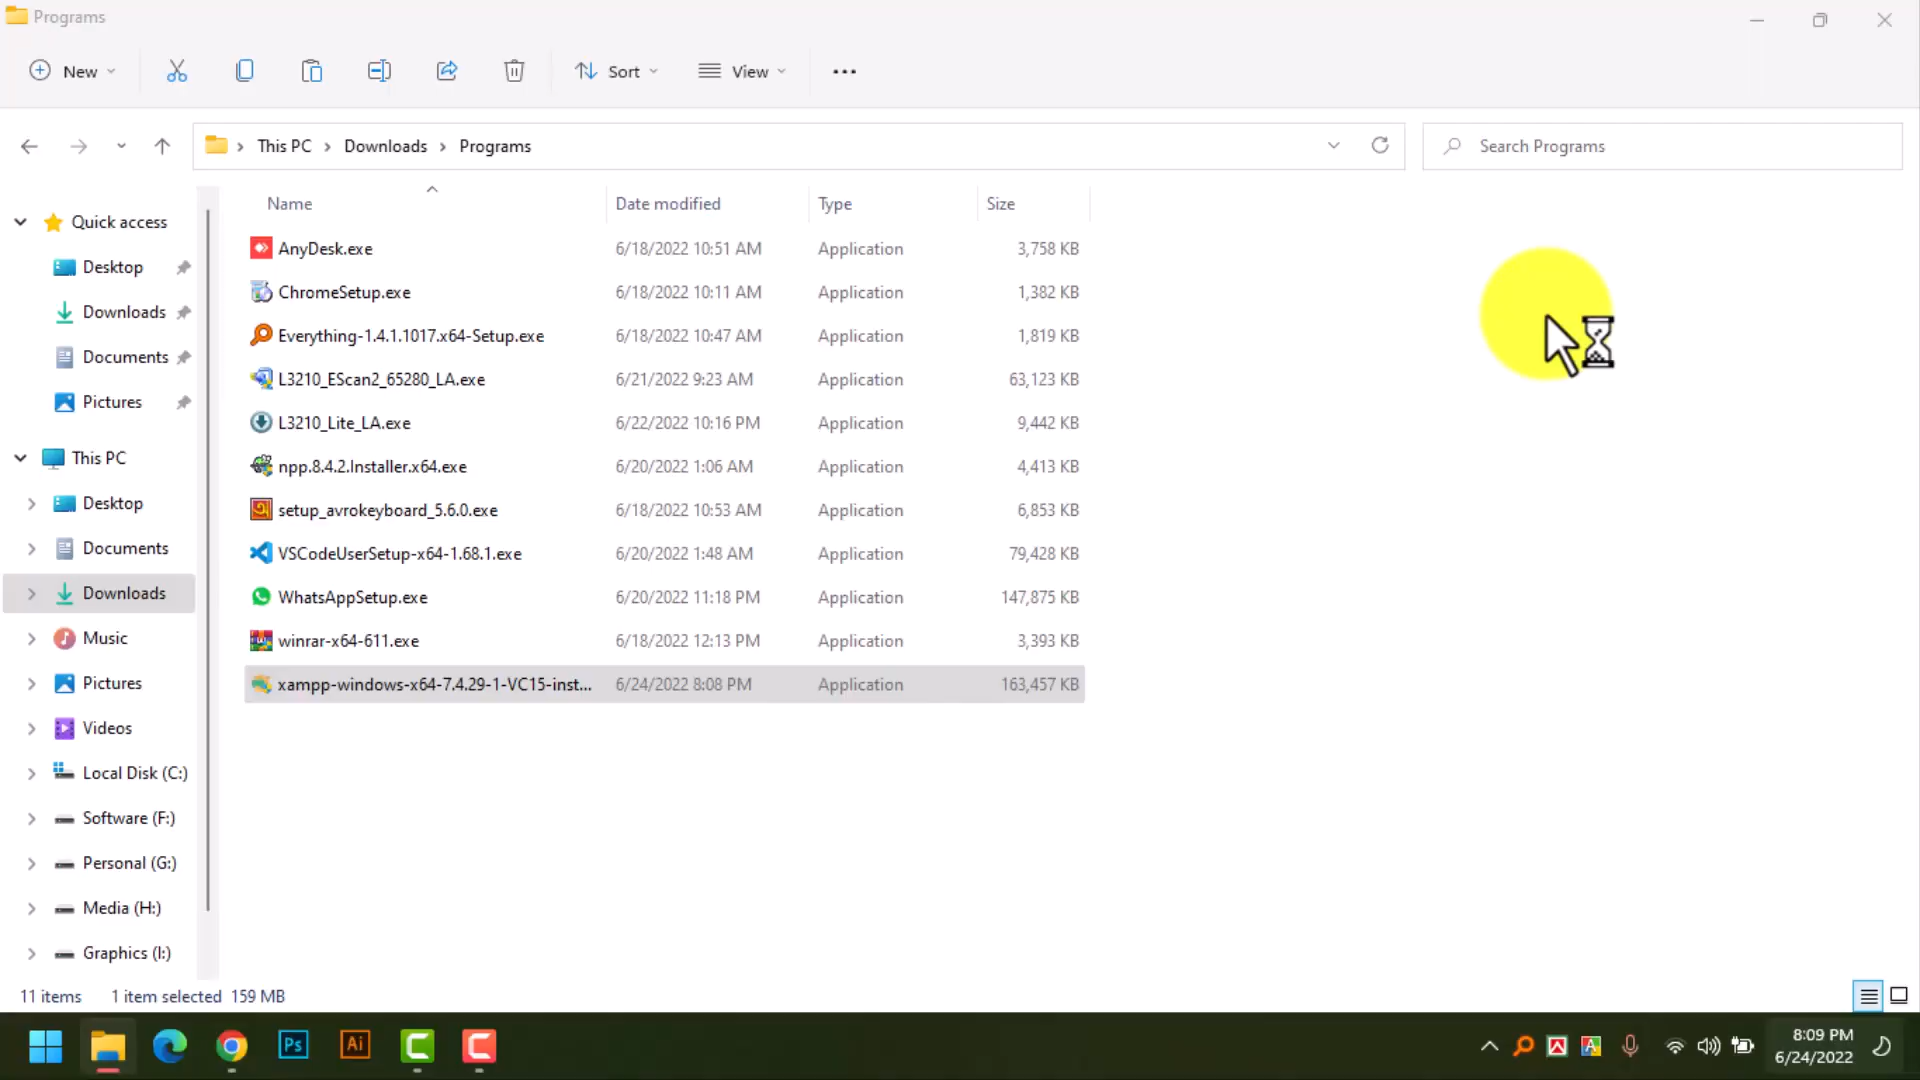 Programs
New
Sort
View
This PC
Downloads
Programs
Search Programs
Name
Date modified
Type
Size
Quick access
Desktop
Downloads
Documents
Pictures
This PC
Desktop
Documents
Downloads
Music
Pictures
Videos
Local Disk (C:)
Software (F:)
Personal (G:)
Media (H:)
Graphics (I:)
AnyDesk.exe 6/18/2022 10:51 AM Application 3,758 KB
ChromeSetup.exe 6/18/2022 10:11 AM Application 1,382 KB
Everything-1.4.1.1017.x64-Setup.exe 6/18/2022 10:47 AM Application 1,819 KB
L3210_EScan2_65280_LA.exe 6/21/2022 9:23 AM Application 63,123 KB
L3210_Lite_LA.exe 6/22/2022 10:16 PM Application 9,442 KB
npp.8.4.2.Installer.x64.exe 6/20/2022 1:06 AM Application 4,413 KB
setup_avrokeyboard_5.6.0.exe 6/18/2022 10:53 AM Application 6,853 KB
VSCodeUserSetup-x64-1.68.1.exe 6/20/2022 1:48 AM Application 79,428 KB
WhatsAppSetup.exe 6/20/2022 11:18 PM Application 147,875 KB
winrar-x64-611.exe 6/18/2022 12:13 PM Application 3,393 KB
xampp-windows-x64-7.4.29-1-VC15-inst... 6/24/2022 8:08 PM Application 163,457 KB
11 items 1 item selected 159 MB
Ps
Ai
8:09 PM
6/24/2022